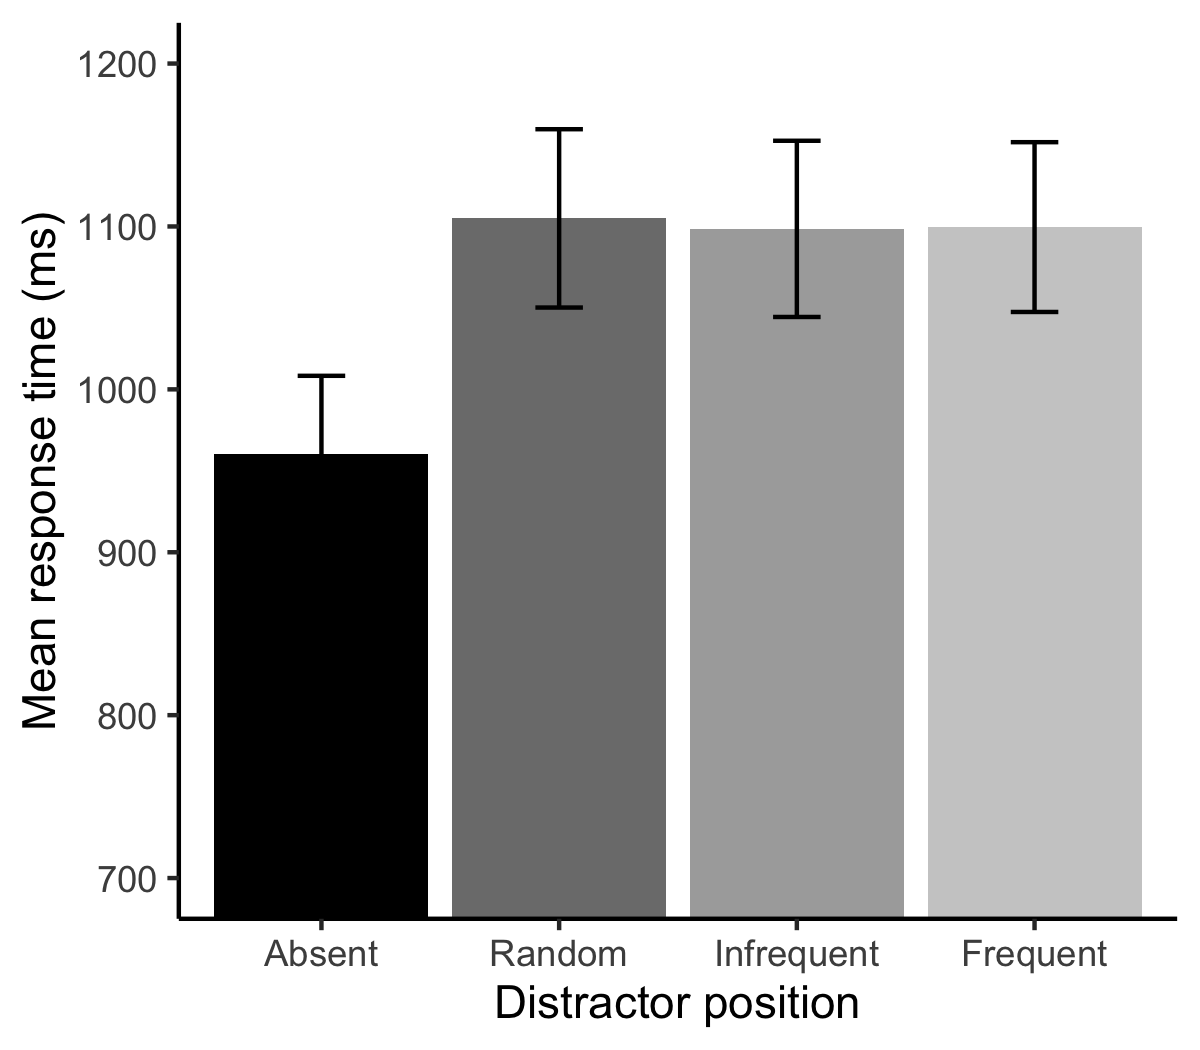 Mean response time (ms)
1200
1100
1000
900
800
700
Absent Random Infrequent Frequent
Distractor position